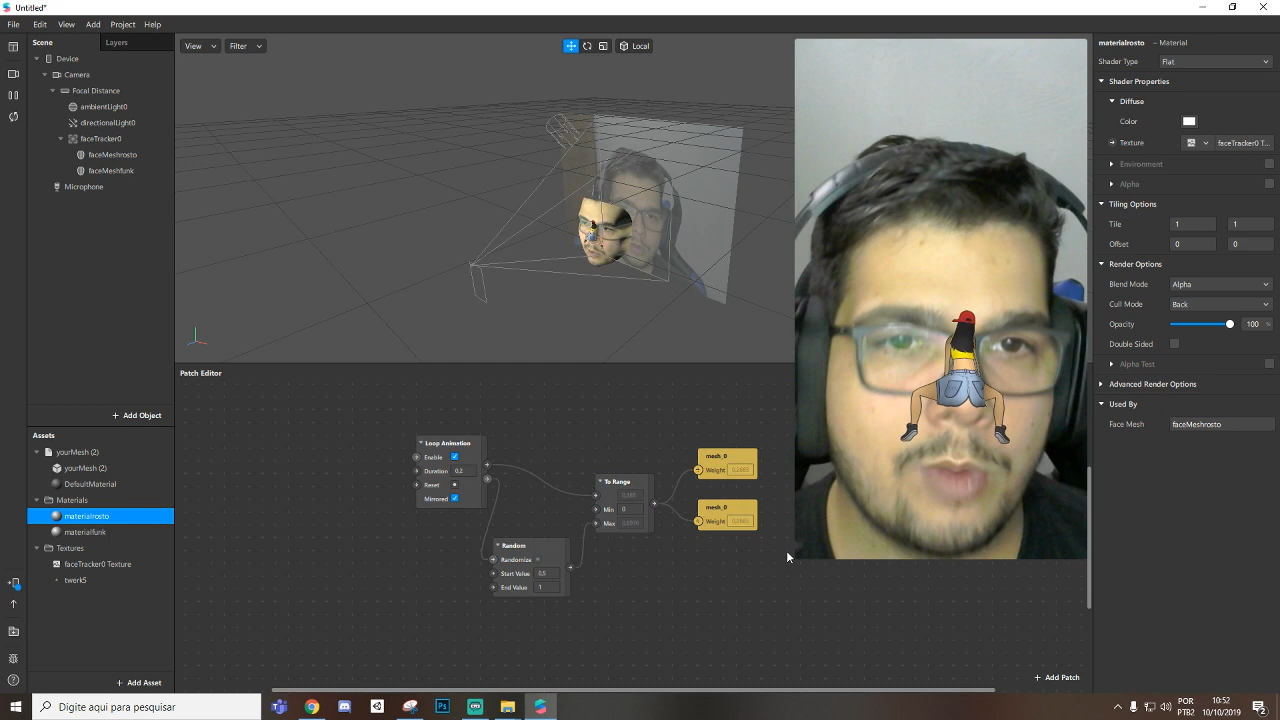 Untitled*
File Edit View Add Project Help
Scene Layers
Device
Camera
Focal Distance
ambientLight0
directionalLight0
faceTracker0
faceMeshrosto
faceMeshfunk
Microphone
+ Add Object
Assets
yourMesh (2)
yourMesh (2)
DefaultMaterial
Materials
materialrosto
materialfunk
Textures
faceTracker0 Texture
twerk5
+ Add Asset
View Filter Local
Patch Editor
Loop Animation
Enable
Duration 0,2
Reset
Mirrored
Random
Randomize
Start Value 0,5
End Value 1
To Range
Min 0
Max
mesh_0
Weight
mesh_0
Weight
+ Add Patch
materialrosto – Material
Shader Type Flat
Shader Properties
Diffuse
Color
Texture faceTracker0 T...
Environment
Alpha
Tiling Options
Tile 1 1
Offset 0 0
Render Options
Blend Mode Alpha
Cull Mode Back
Opacity 100 %
Double Sided
Alpha Test
Advanced Render Options
Used By
Face Mesh faceMeshrosto
Digite aqui para pesquisar
POR
PTB2
10:52
10/10/2019
2